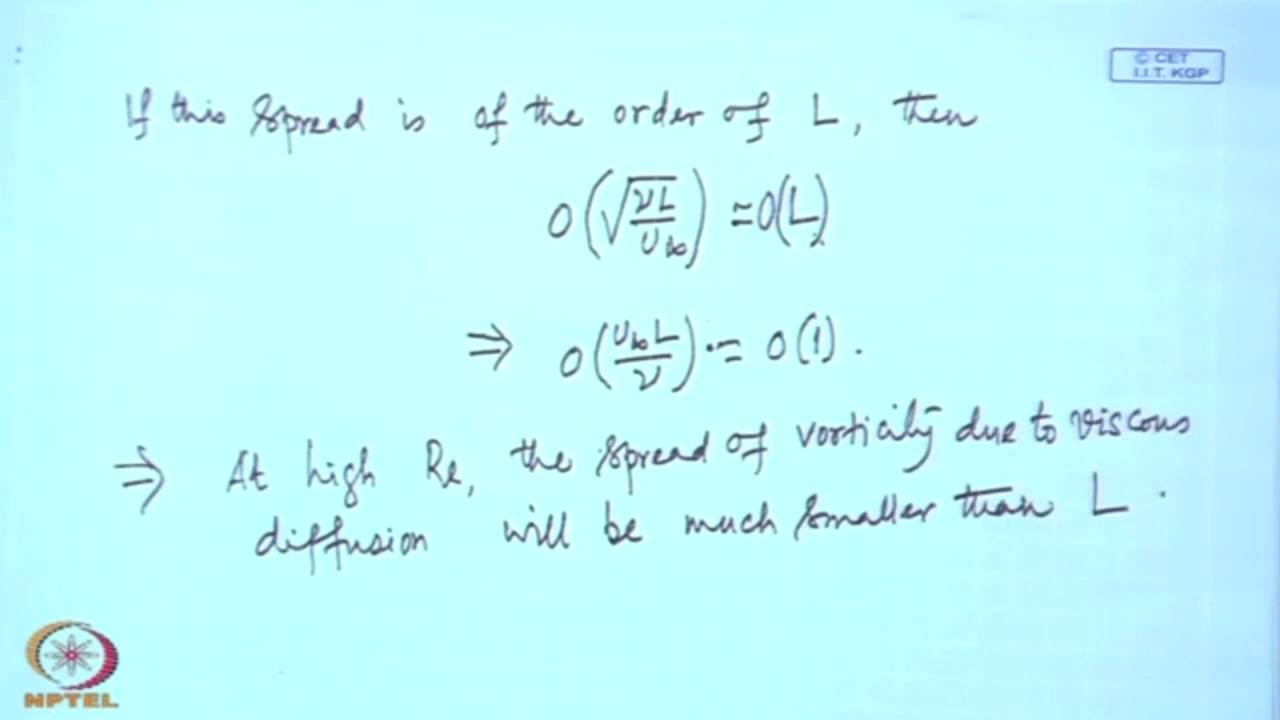 © CET
I.I.T. KGP
If this spread is of the order of L, then
O(√(νL/U∞)) = O(L)
⇒ O(U∞L/ν) = O(1).
⇒ At high Re, the spread of vorticity due to viscous
diffusion will be much smaller than L.
NPTEL